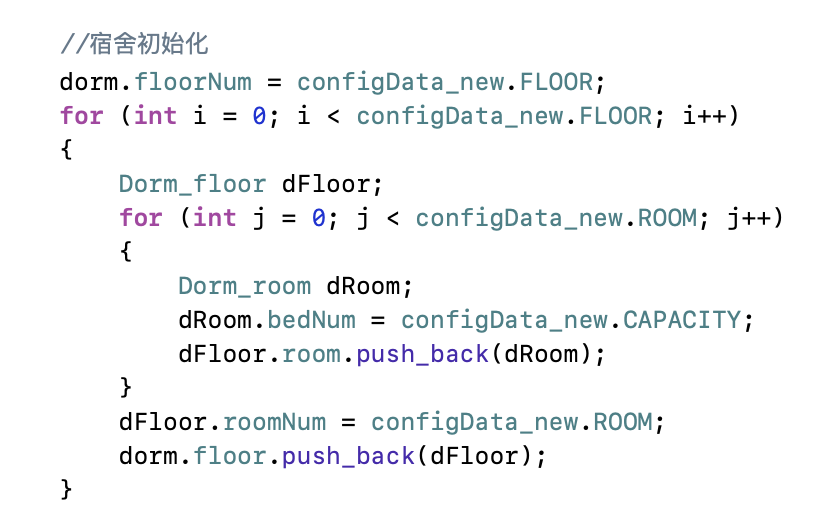 //宿舍初始化
dorm.floorNum = configData_new.FLOOR;
for (int i = 0; i < configData_new.FLOOR; i++)
{
    Dorm_floor dFloor;
    for (int j = 0; j < configData_new.ROOM; j++)
    {
        Dorm_room dRoom;
        dRoom.bedNum = configData_new.CAPACITY;
        dFloor.room.push_back(dRoom);
    }
    dFloor.roomNum = configData_new.ROOM;
    dorm.floor.push_back(dFloor);
}